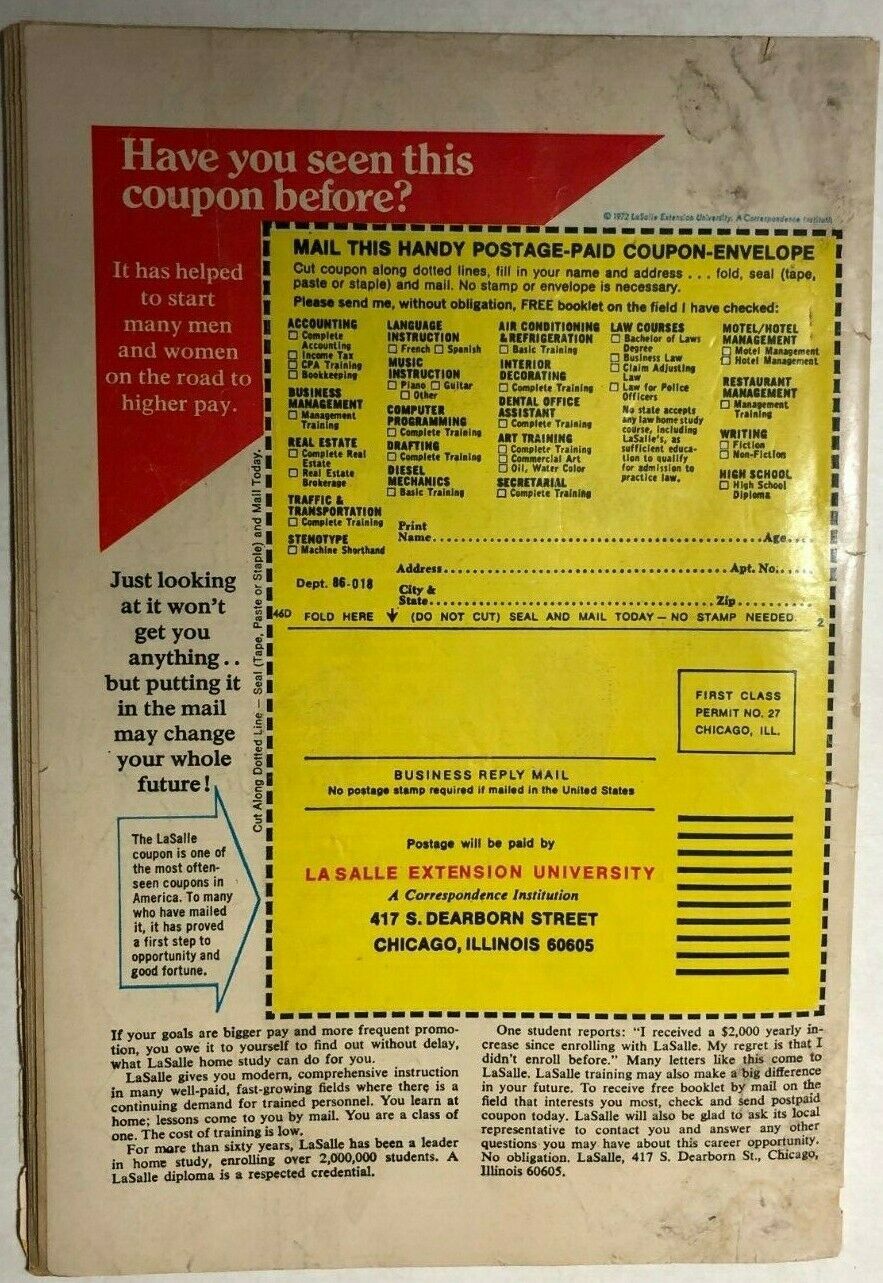 Have you seen this
coupon before?
© 1972 LaSalle Extension University. A Correspondence Institution
It has helped
to start
many men
and women
on the road to
higher pay.
MAIL THIS HANDY POSTAGE-PAID COUPON-ENVELOPE
Cut coupon along dotted lines, fill in your name and address . . . fold, seal (tape,
paste or staple) and mail. No stamp or envelope is necessary.
Please send me, without obligation, FREE booklet on the field I have checked:
ACCOUNTING
☐ Complete
Accounting
☐ Income Tax
☐ CPA Training
☐ Bookkeeping
BUSINESS
MANAGEMENT
☐ Management
Training
REAL ESTATE
☐ Complete Real
Estate
☐ Real Estate
Brokerage
TRAFFIC &
TRANSPORTATION
☐ Complete Training
STENOTYPE
☐ Machine Shorthand
LANGUAGE
INSTRUCTION
☐ French ☐ Spanish
MUSIC
INSTRUCTION
☐ Piano ☐ Guitar
☐ Other
COMPUTER
PROGRAMMING
☐ Complete Training
DRAFTING
☐ Complete Training
DIESEL
MECHANICS
☐ Basic Training
AIR CONDITIONING
& REFRIGERATION
☐ Basic Training
INTERIOR
DECORATING
☐ Complete Training
DENTAL OFFICE
ASSISTANT
☐ Complete Training
ART TRAINING
☐ Complete Training
☐ Commercial Art
☐ Oil, Water Color
SECRETARIAL
☐ Complete Training
LAW COURSES
☐ Bachelor of Laws
Degree
☐ Business Law
☐ Claim Adjusting
Law
☐ Law for Police
Officers
No state accepts
any law home study
course, including
LaSalle's, as
sufficient educa-
tion to qualify
for admission to
practice law.
MOTEL/HOTEL
MANAGEMENT
☐ Motel Management
☐ Hotel Management
RESTAURANT
MANAGEMENT
☐ Management
Training
WRITING
☐ Fiction
☐ Non-Fiction
HIGH SCHOOL
☐ High School
Diploma
Print
Name.......... Age....
Address.......... Apt. No......
Dept. 86-018
City &
State.......... Zip..........
46D FOLD HERE ↓ (DO NOT CUT) SEAL AND MAIL TODAY — NO STAMP NEEDED. 2
Cut Along Dotted Line — Seal (Tape, Paste or Staple) and Mail Today.
Just looking
at it won't
get you
anything..
but putting it
in the mail
may change
your whole
future!
The LaSalle
coupon is one of
the most often-
seen coupons in
America. To many
who have mailed
it, it has proved
a first step to
opportunity and
good fortune.
FIRST CLASS
PERMIT NO. 27
CHICAGO, ILL.
BUSINESS REPLY MAIL
No postage stamp required if mailed in the United States
Postage will be paid by
LA SALLE EXTENSION UNIVERSITY
A Correspondence Institution
417 S. DEARBORN STREET
CHICAGO, ILLINOIS 60605
If your goals are bigger pay and more frequent promo-
tion, you owe it to yourself to find out without delay,
what LaSalle home study can do for you.
LaSalle gives you modern, comprehensive instruction
in many well-paid, fast-growing fields where there is a
continuing demand for trained personnel. You learn at
home; lessons come to you by mail. You are a class of
one. The cost of training is low.
For more than sixty years, LaSalle has been a leader
in home study, enrolling over 2,000,000 students. A
LaSalle diploma is a respected credential.
One student reports: "I received a $2,000 yearly in-
crease since enrolling with LaSalle. My regret is that I
didn't enroll before." Many letters like this come to
LaSalle. LaSalle training may also make a big difference
in your future. To receive free booklet by mail on the
field that interests you most, check and send postpaid
coupon today. LaSalle will also be glad to ask its local
representative to contact you and answer any other
questions you may have about this career opportunity.
No obligation. LaSalle, 417 S. Dearborn St., Chicago,
Illinois 60605.